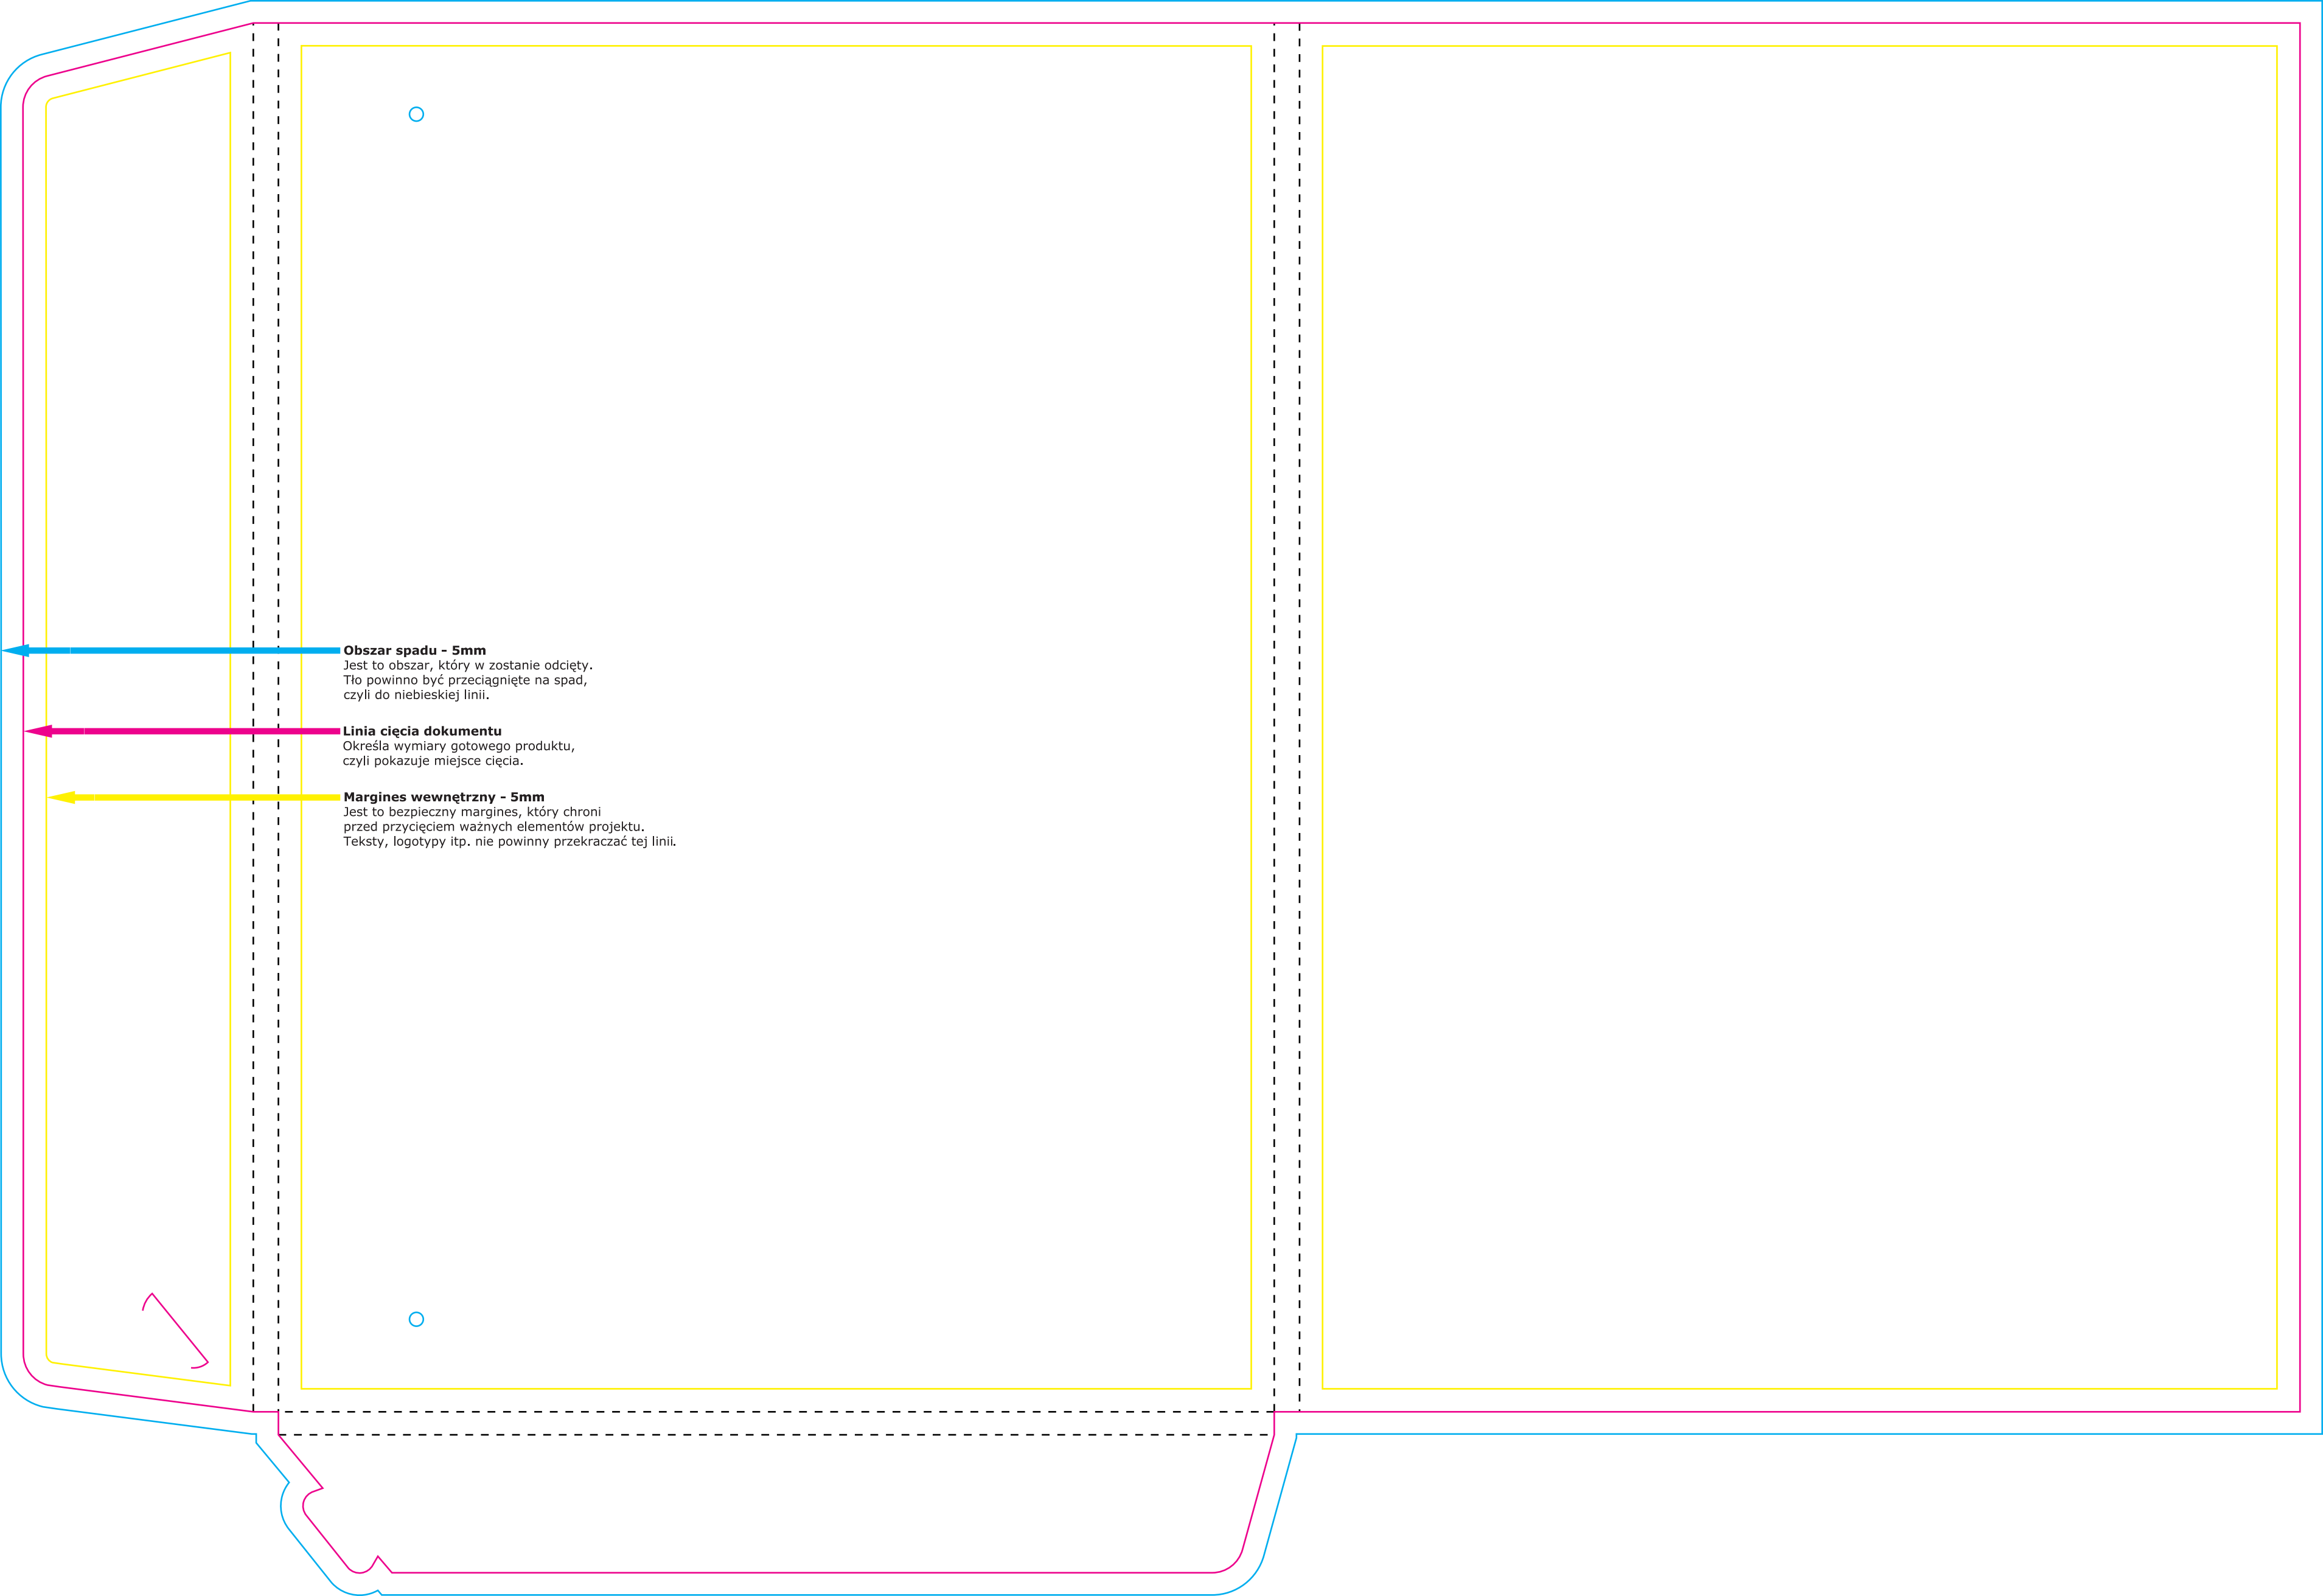 Obszar spadu - 5mm
Jest to obszar, który w zostanie odcięty.
Tło powinno być przeciągnięte na spad,
czyli do niebieskiej linii.
Linia cięcia dokumentu
Określa wymiary gotowego produktu,
czyli pokazuje miejsce cięcia.
Margines wewnętrzny - 5mm
Jest to bezpieczny margines, który chroni
przed przycięciem ważnych elementów projektu.
Teksty, logotypy itp. nie powinny przekraczać tej linii.